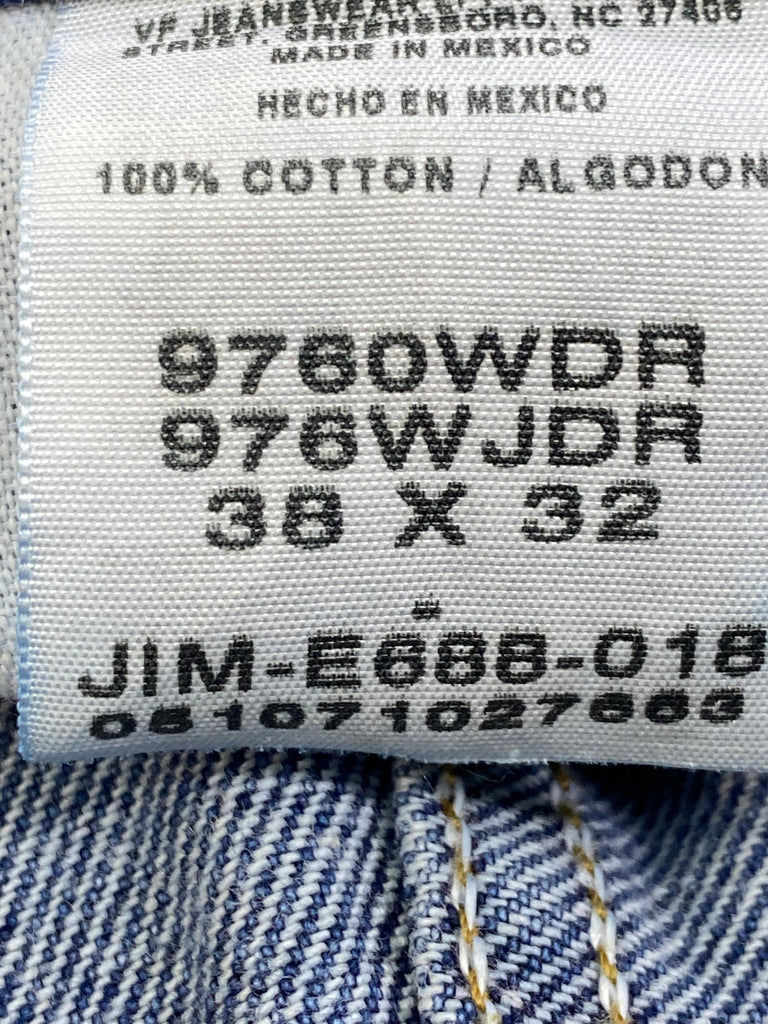 VF JEANSWEAR
STREET, GREENSBORO, NC 27406
MADE IN MEXICO
HECHO EN MEXICO
100% COTTON / ALGODON
9760WDR
976WJDR
38 X 32
-
JIM-E688-018